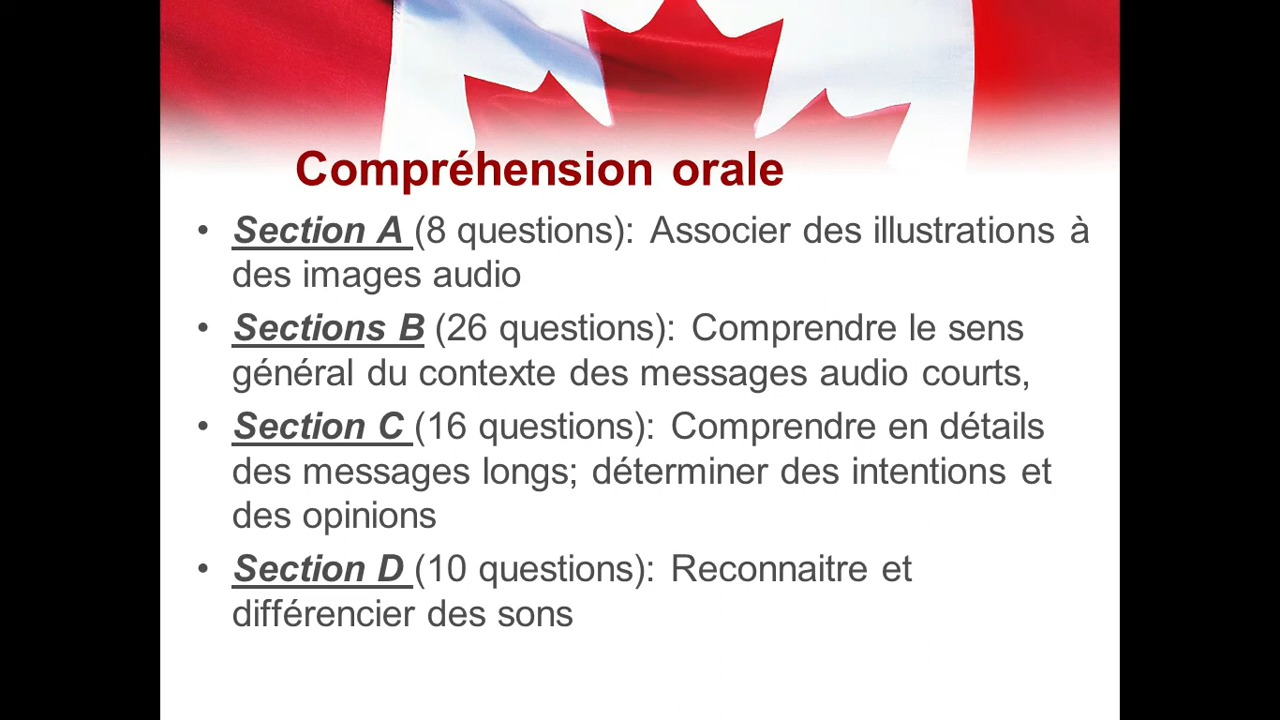 Compréhension orale
• Section A (8 questions): Associer des illustrations à
des images audio
• Sections B (26 questions): Comprendre le sens
général du contexte des messages audio courts,
• Section C (16 questions): Comprendre en détails
des messages longs; déterminer des intentions et
des opinions
• Section D (10 questions): Reconnaitre et
différencier des sons